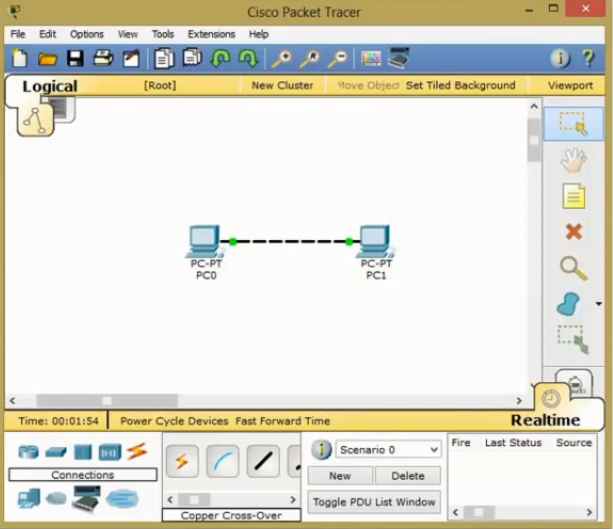 Cisco Packet Tracer
File Edit Options View Tools Extensions Help
Logical [Root] New Cluster Move Object Set Tiled Background Viewport
PC-PT PC-PT
PC0 PC1
Time: 00:01:54 Power Cycle Devices Fast Forward Time Realtime
Connections
Copper Cross-Over
Scenario 0
New Delete
Toggle PDU List Window
Fire Last Status Source